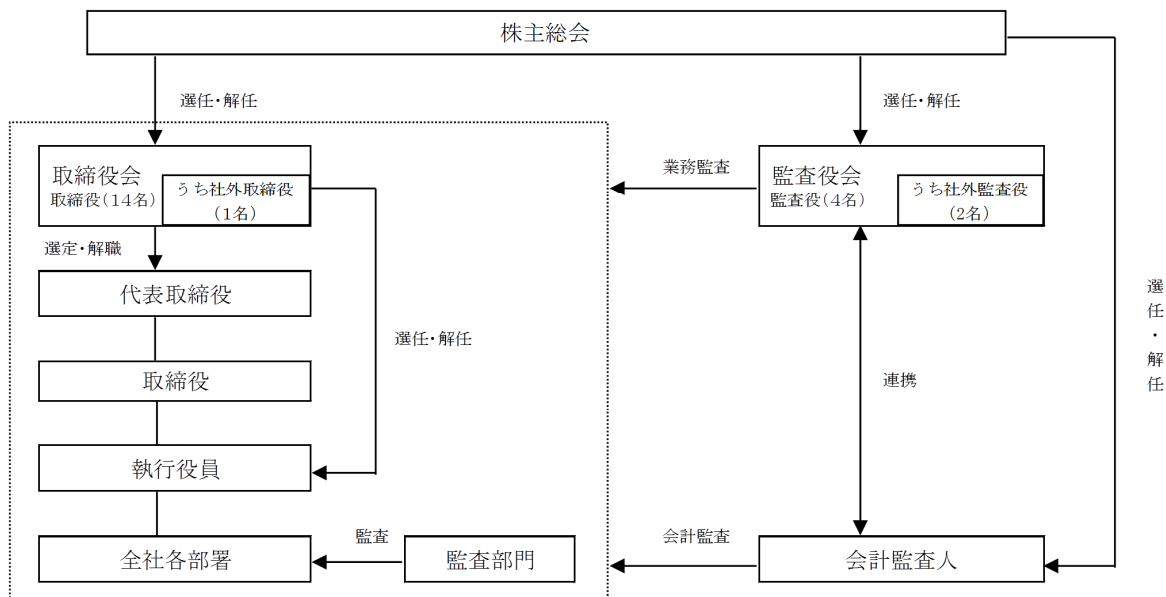 株主総会
選任・解任
選任・解任
取締役会
取締役(14名)
うち社外取締役
(1名)
業務監査
監査役会
監査役(4名)
うち社外監査役
(2名)
選定・解職
代表取締役
選任・解任
取締役
連携
選任・解任
執行役員
全社各部署
監査
監査部門
会計監査
会計監査人